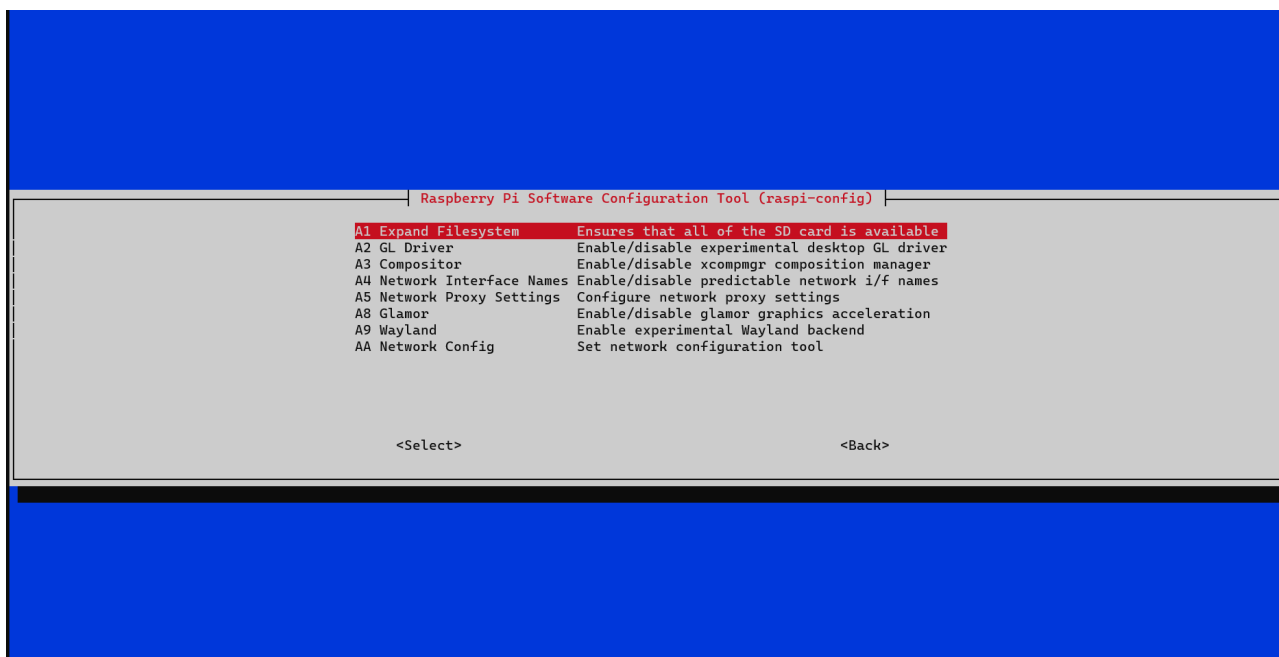 Raspberry Pi Software Configuration Tool (raspi-config)
A1 Expand Filesystem Ensures that all of the SD card is available
A2 GL Driver Enable/disable experimental desktop GL driver
A3 Compositor Enable/disable xcompmgr composition manager
A4 Network Interface Names Enable/disable predictable network i/f names
A5 Network Proxy Settings Configure network proxy settings
A8 Glamor Enable/disable glamor graphics acceleration
A9 Wayland Enable experimental Wayland backend
AA Network Config Set network configuration tool
<Select> <Back>